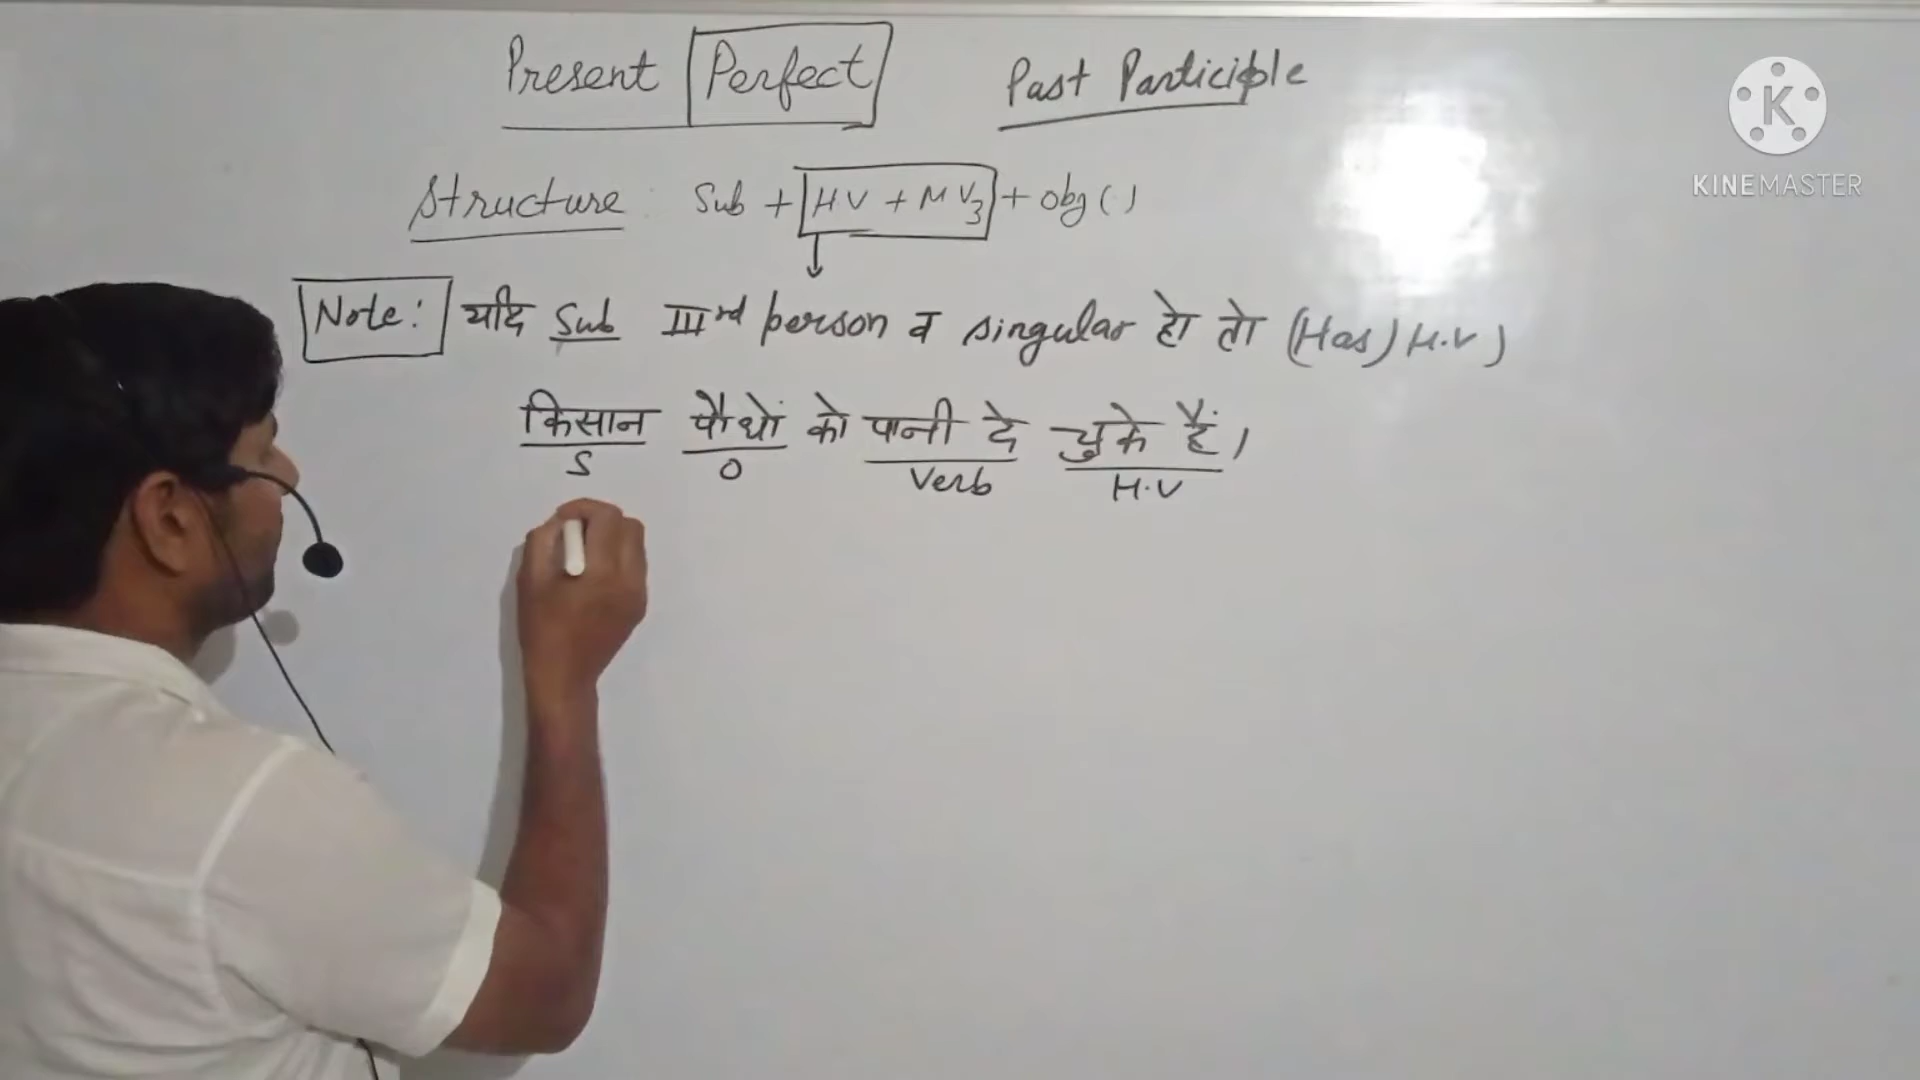 Present Perfect Past Participle
Structure : Sub + HV + MV3 + obj ( )
Note: यदि Sub IIIrd person व singular हो तो (Has) H.V)
किसान पौधों को पानी दे चुके हैं।
S O Verb H.V
K
KINEMASTER